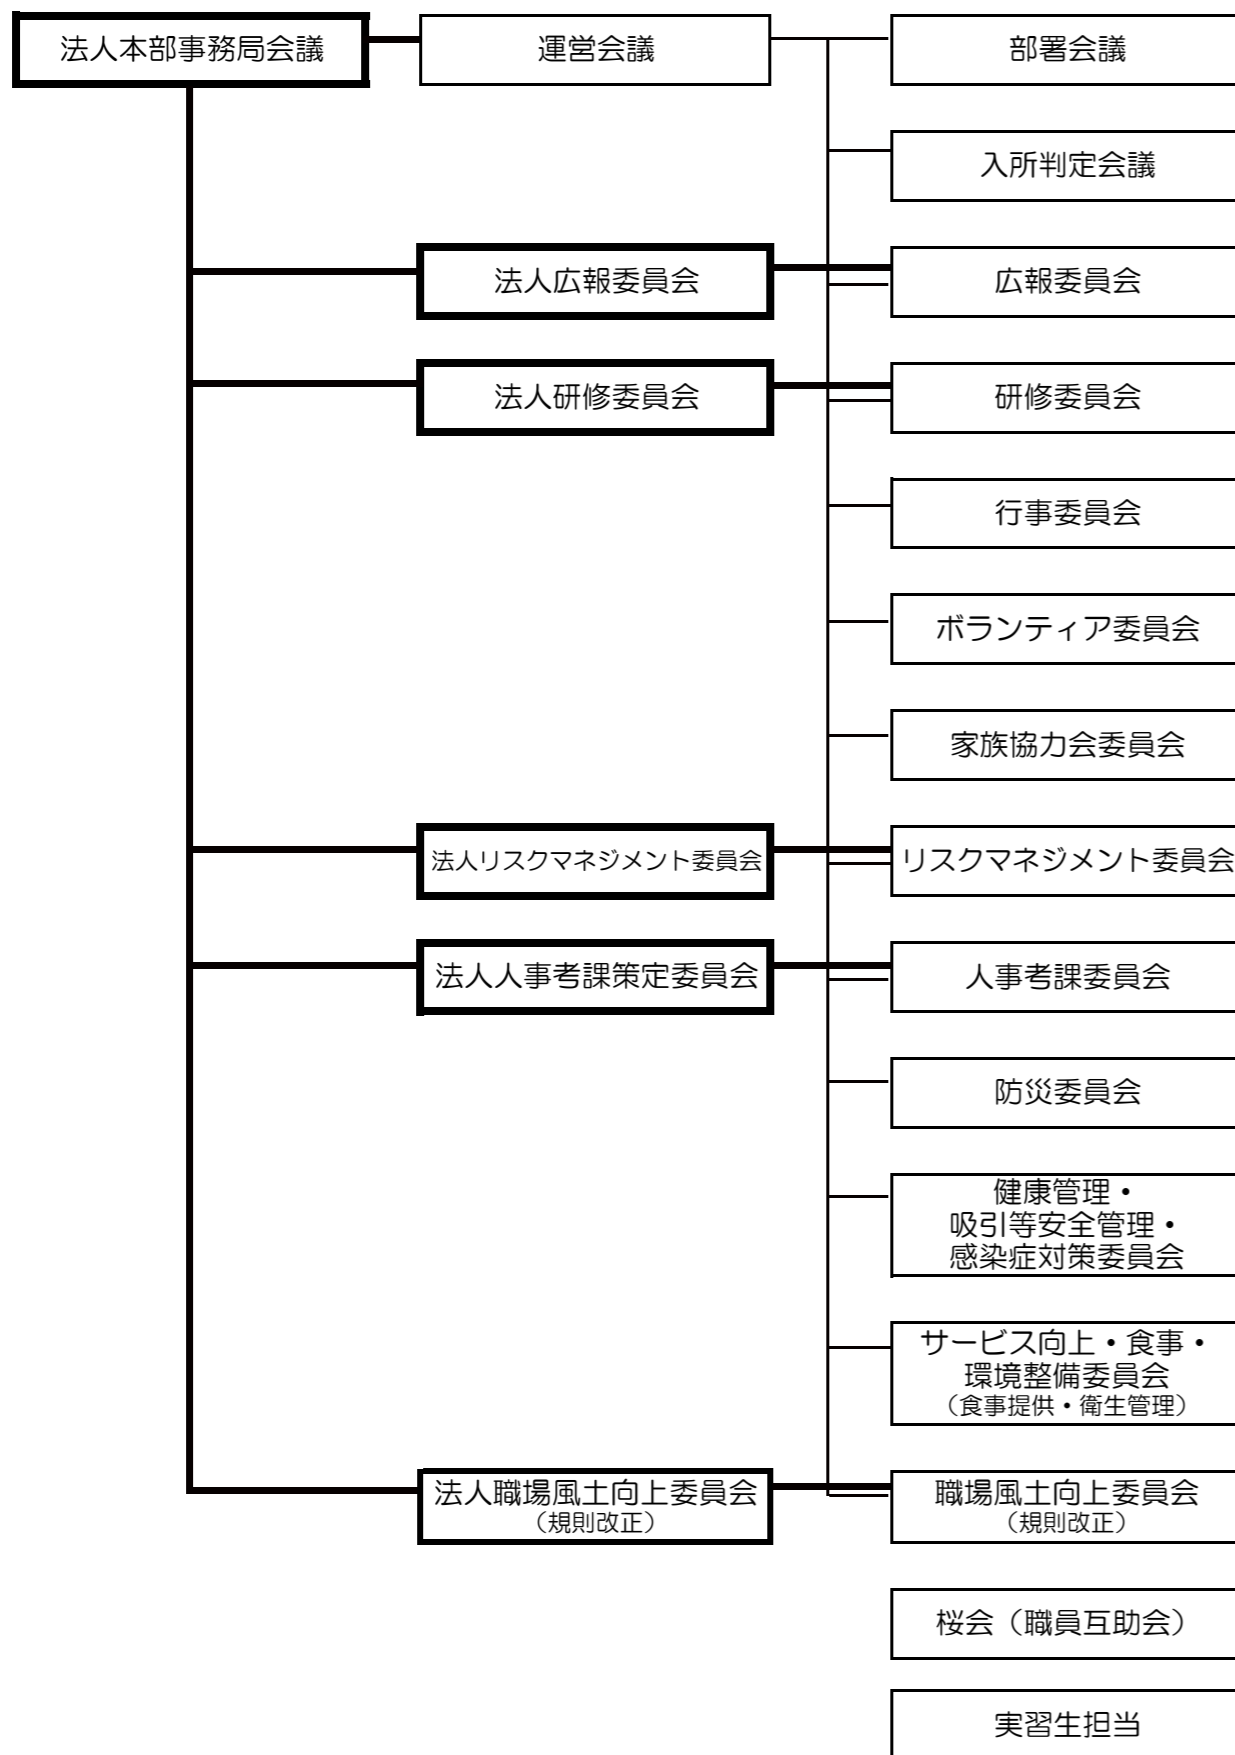 法人本部事務局会議
運営会議
部署会議
入所判定会議
法人広報委員会
広報委員会
法人研修委員会
研修委員会
行事委員会
ボランティア委員会
家族協力会委員会
法人リスクマネジメント委員会
リスクマネジメント委員会
法人人事考課策定委員会
人事考課委員会
防災委員会
健康管理・
吸引等安全管理・
感染症対策委員会
サービス向上・食事・
環境整備委員会
（食事提供・衛生管理）
法人職場風土向上委員会
（規則改正）
職場風土向上委員会
（規則改正）
桜会（職員互助会）
実習生担当